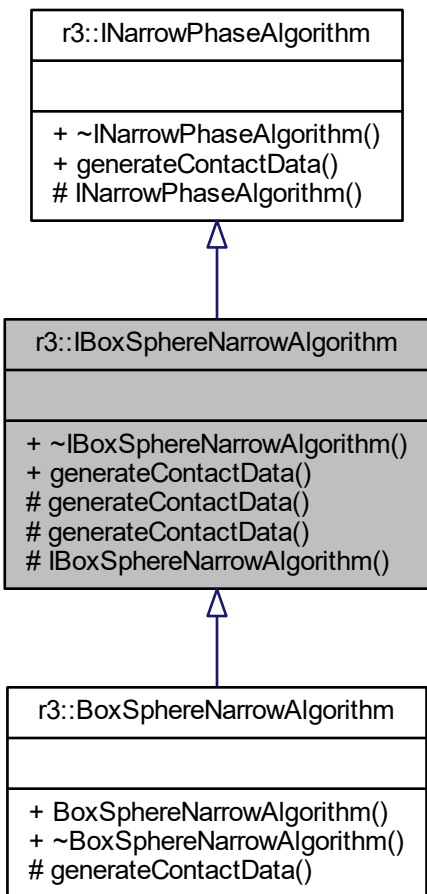 r3::INarrowPhaseAlgorithm
+ ~INarrowPhaseAlgorithm()
+ generateContactData()
# INarrowPhaseAlgorithm()
r3::IBoxSphereNarrowAlgorithm
+ ~IBoxSphereNarrowAlgorithm()
+ generateContactData()
# generateContactData()
# generateContactData()
# IBoxSphereNarrowAlgorithm()
r3::BoxSphereNarrowAlgorithm
+ BoxSphereNarrowAlgorithm()
+ ~BoxSphereNarrowAlgorithm()
# generateContactData()